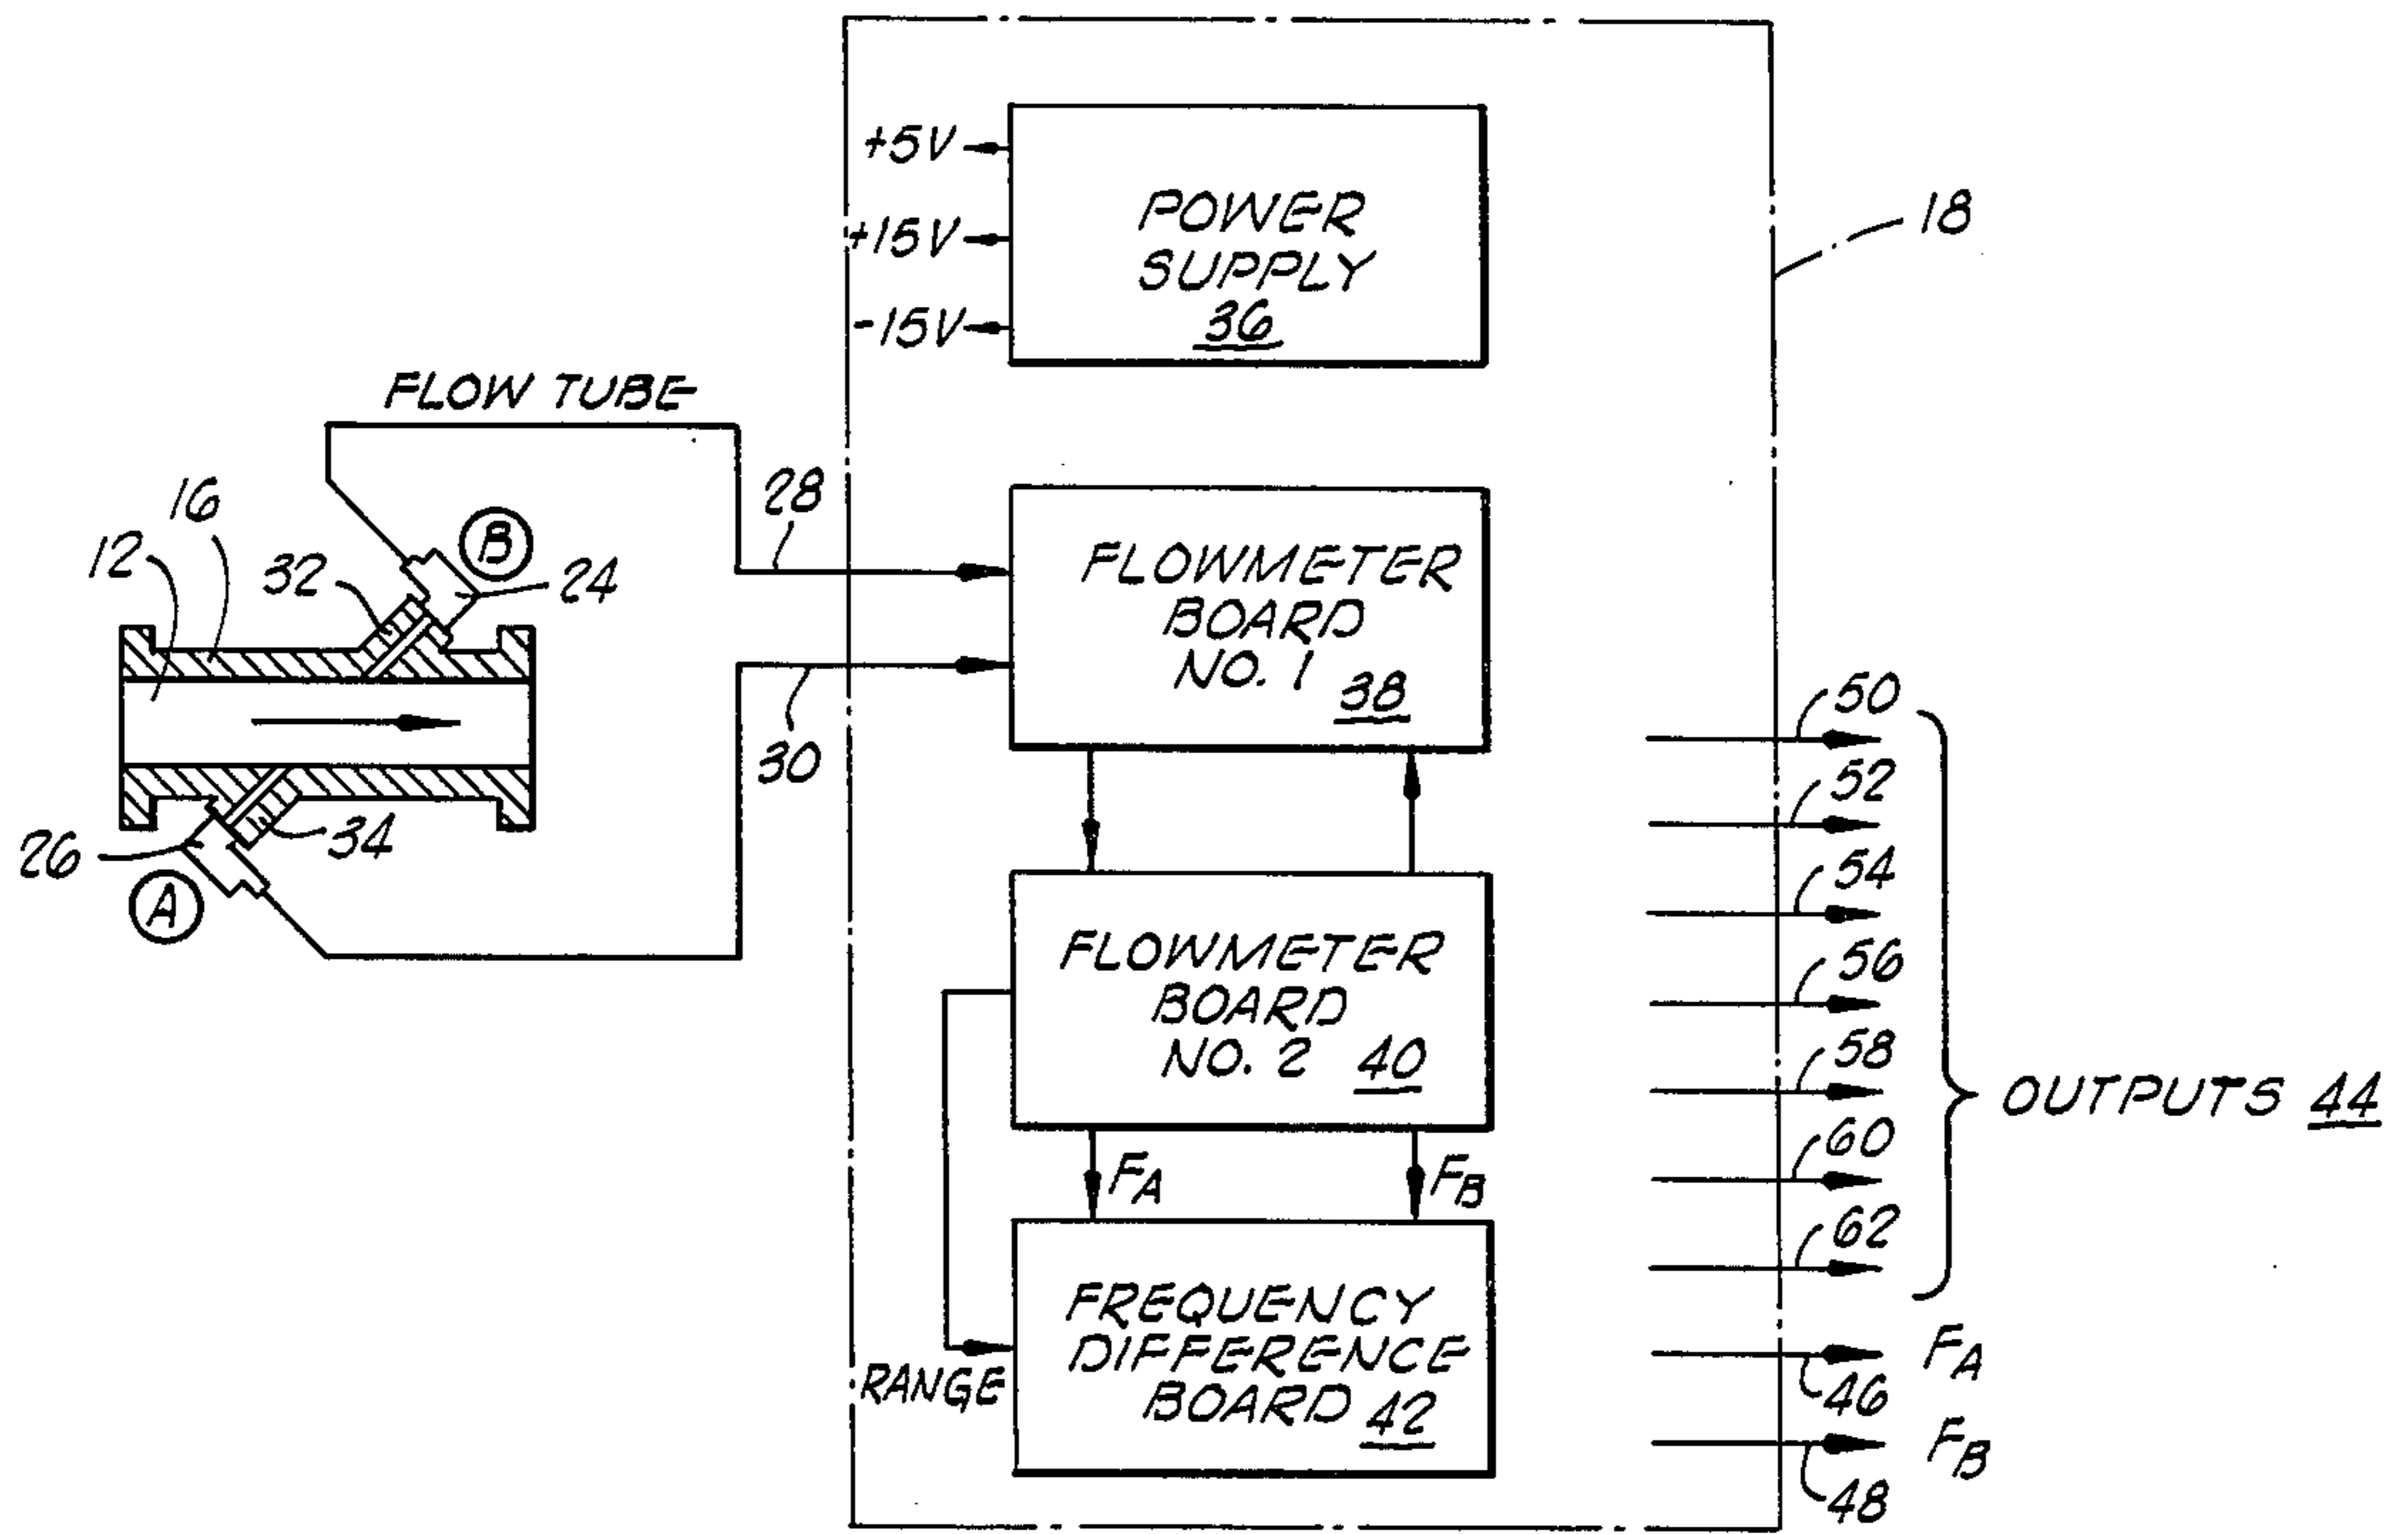 +5V
+15V
-15V
POWER
SUPPLY
36
18
FLOW TUBE
16
12
32
B
24
28
30
26
A
34
FLOWMETER
BOARD
NO. 1 38
FLOWMETER
BOARD
NO. 2 40
FA
FB
RANGE
FREQUENCY
DIFFERENCE
BOARD 42
50
52
54
56
58
60
62
OUTPUTS 44
FA
46
FB
48